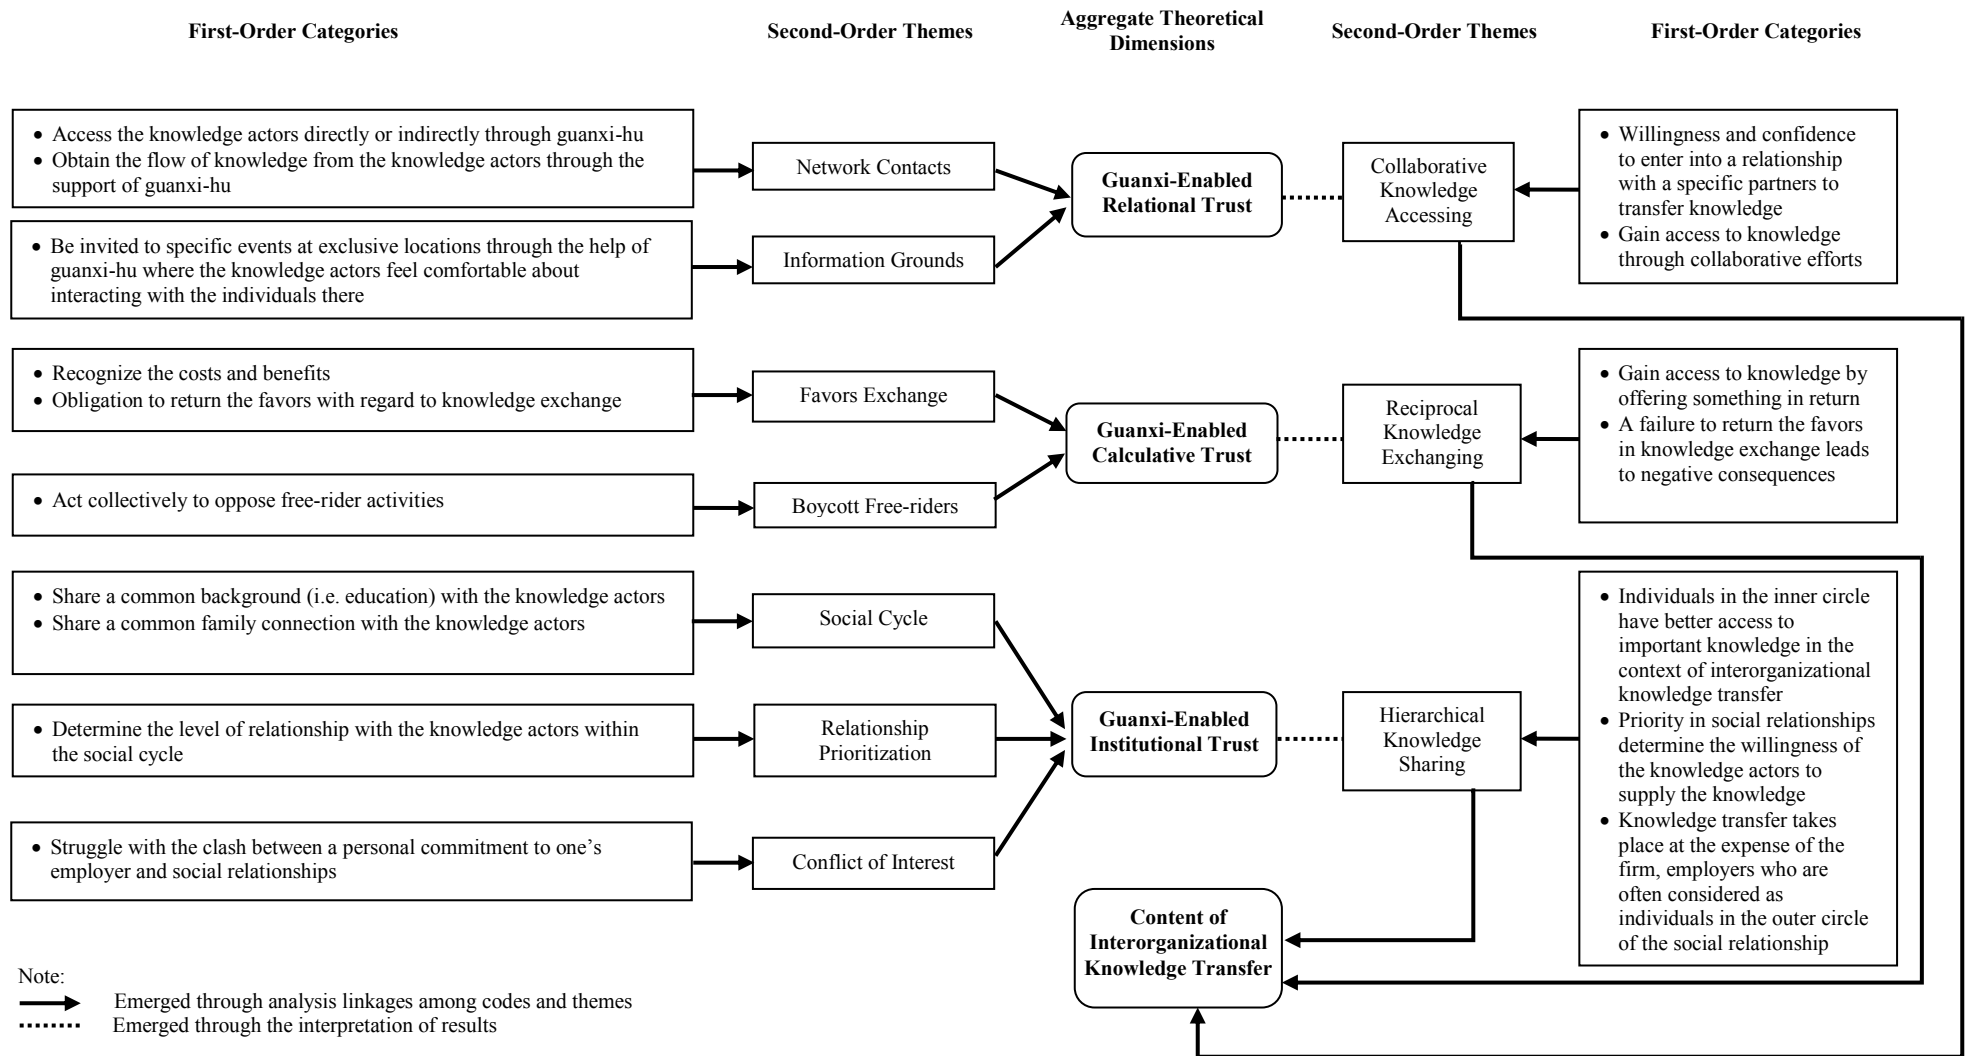 First-Order Categories
Second-Order Themes
Aggregate Theoretical
Dimensions
Second-Order Themes
First-Order Categories
• Access the knowledge actors directly or indirectly through guanxi-hu
• Obtain the flow of knowledge from the knowledge actors through the
support of guanxi-hu
Network Contacts
• Be invited to specific events at exclusive locations through the help of
guanxi-hu where the knowledge actors feel comfortable about
interacting with the individuals there
Information Grounds
Guanxi-Enabled
Relational Trust
Collaborative
Knowledge
Accessing
• Willingness and confidence
to enter into a relationship
with a specific partners to
transfer knowledge
• Gain access to knowledge
through collaborative efforts
• Recognize the costs and benefits
• Obligation to return the favors with regard to knowledge exchange
Favors Exchange
• Act collectively to oppose free-rider activities
Boycott Free-riders
Guanxi-Enabled
Calculative Trust
Reciprocal
Knowledge
Exchanging
• Gain access to knowledge by
offering something in return
• A failure to return the favors
in knowledge exchange leads
to negative consequences
• Share a common background (i.e. education) with the knowledge actors
• Share a common family connection with the knowledge actors
Social Cycle
• Determine the level of relationship with the knowledge actors within
the social cycle
Relationship
Prioritization
• Struggle with the clash between a personal commitment to one’s
employer and social relationships
Conflict of Interest
Guanxi-Enabled
Institutional Trust
Hierarchical
Knowledge
Sharing
• Individuals in the inner circle
have better access to
important knowledge in the
context of interorganizational
knowledge transfer
• Priority in social relationships
determine the willingness of
the knowledge actors to
supply the knowledge
• Knowledge transfer takes
place at the expense of the
firm, employers who are
often considered as
individuals in the outer circle
of the social relationship
Content of
Interorganizational
Knowledge Transfer
Note:
Emerged through analysis linkages among codes and themes
Emerged through the interpretation of results